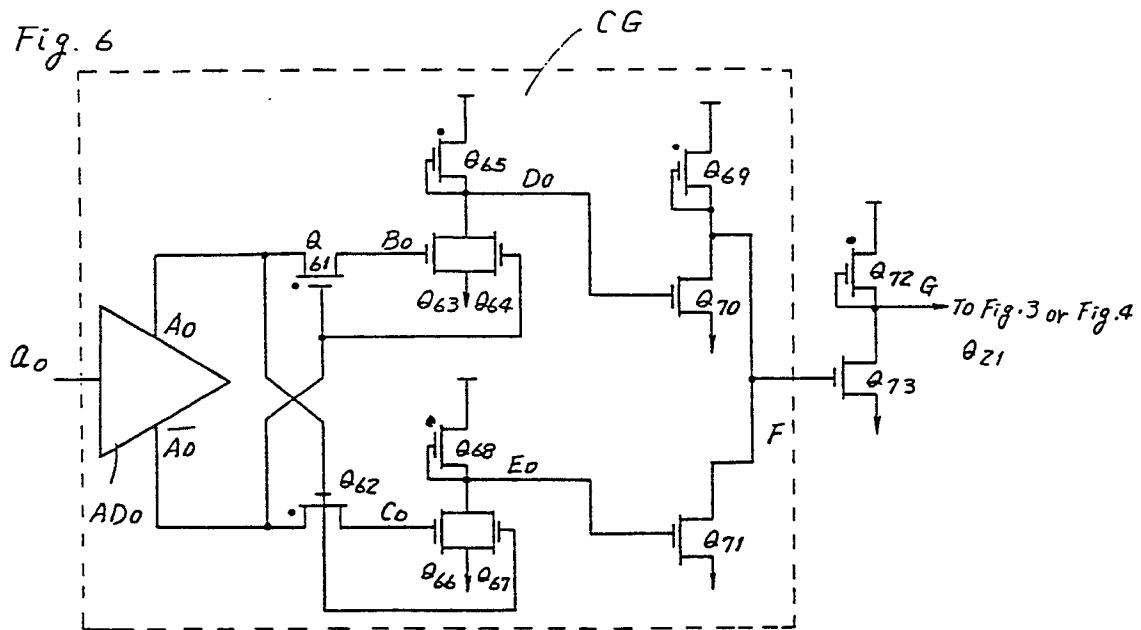 Fig. 6
CG
Q65
D0
Q69
Q
61
B0
Q63 Q64
Q70
Q72
G
To Fig.3 or Fig.4
Q21
a0
A0
A̅0̅
AD0
Q73
F
Q68
E0
Q62
C0
Q66 Q67
Q71